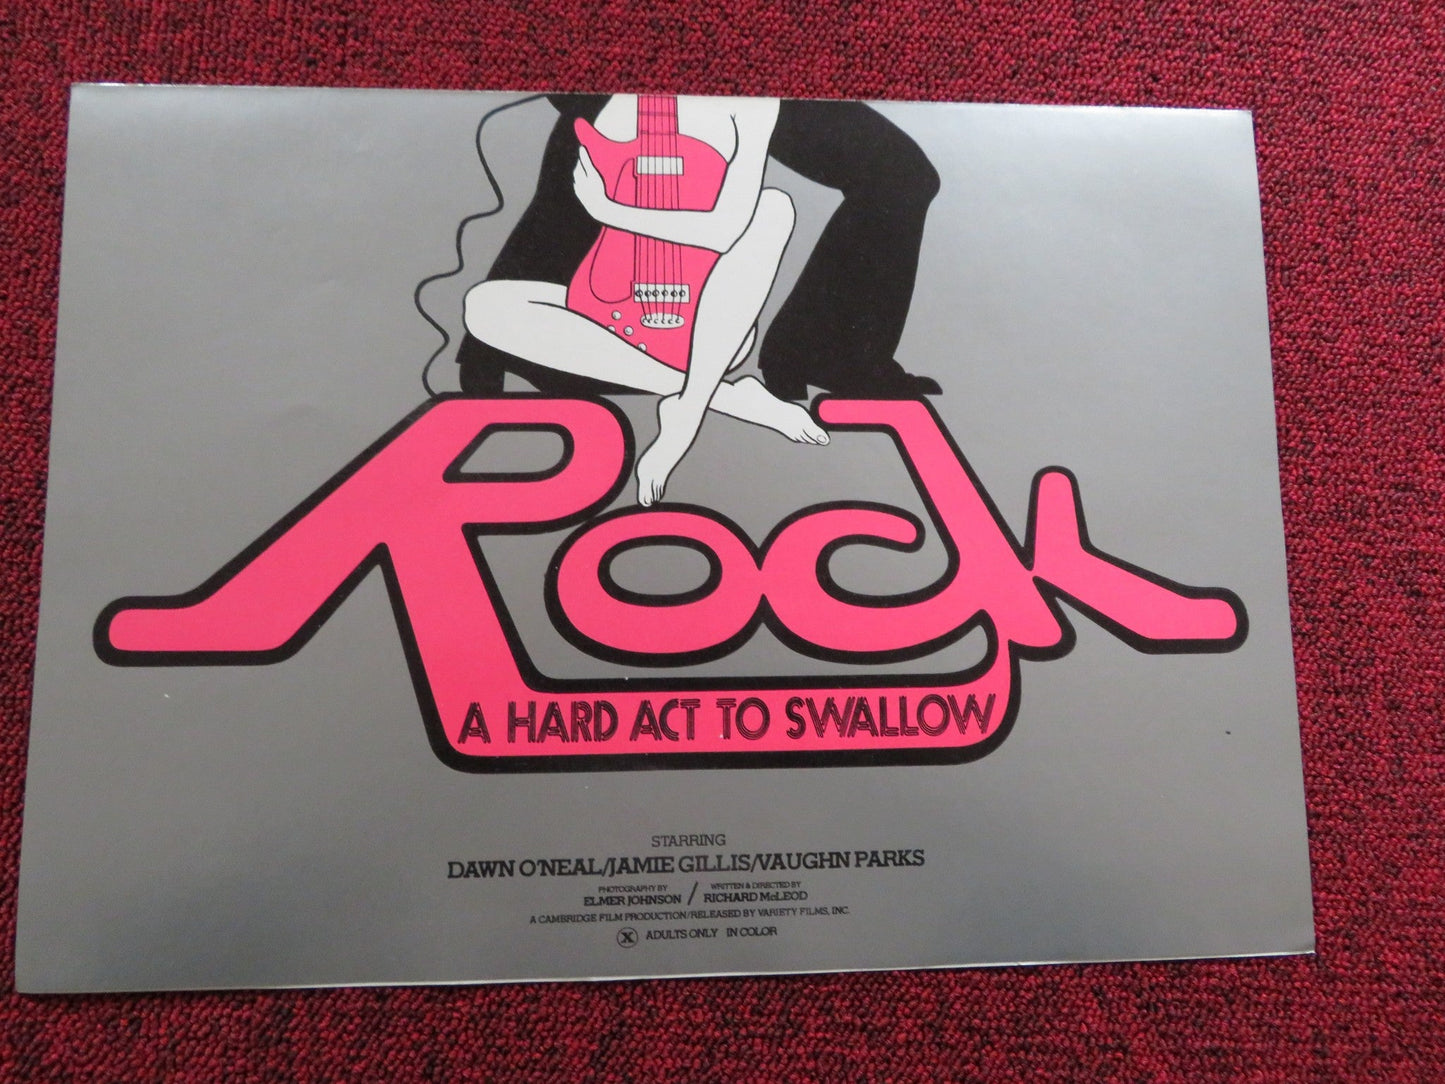 Rock
A HARD ACT TO SWALLOW
STARRING
DAWN O'NEAL/JAMIE GILLIS/VAUGHN PARKS
PHOTOGRAPHY BY / WRITTEN & DIRECTED BY
ELMER JOHNSON / RICHARD McLEOD
A CAMBRIDGE FILM PRODUCTION/RELEASED BY VARIETY FILMS, INC.
X ADULTS ONLY IN COLOR